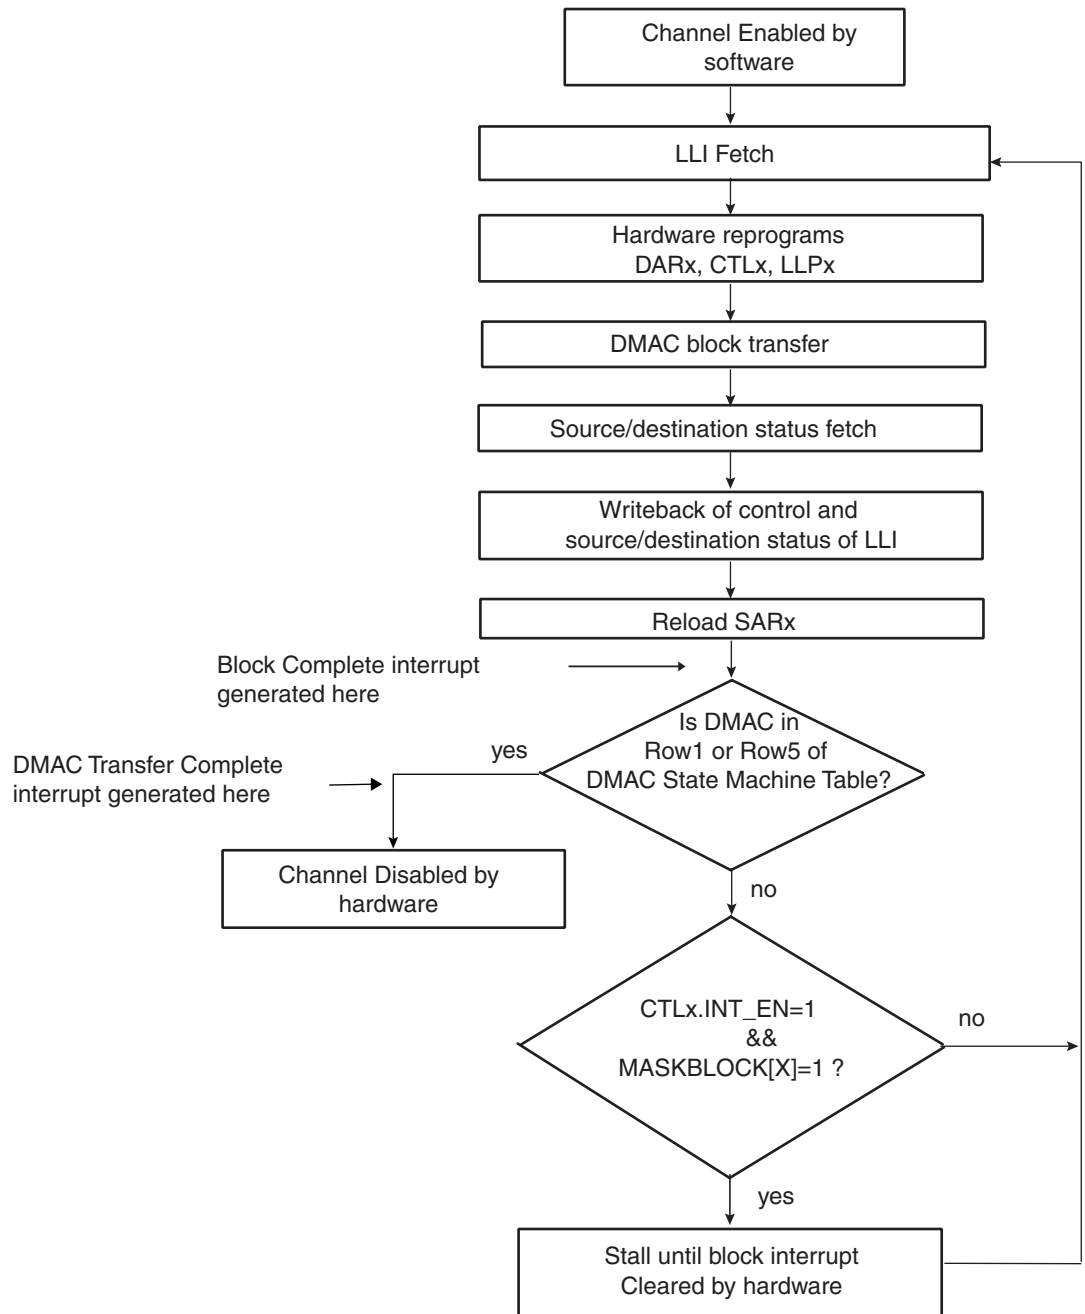 Channel Enabled by
software
LLI Fetch
Hardware reprograms
DARx, CTLx, LLPx
DMAC block transfer
Source/destination status fetch
Writeback of control and
source/destination status of LLI
Reload SARx
Block Complete interrupt
generated here
Is DMAC in
Row1 or Row5 of
DMAC State Machine Table?
yes
DMAC Transfer Complete
interrupt generated here
Channel Disabled by
hardware
no
CTLx.INT_EN=1
&&
MASKBLOCK[X]=1 ?
no
yes
Stall until block interrupt
Cleared by hardware